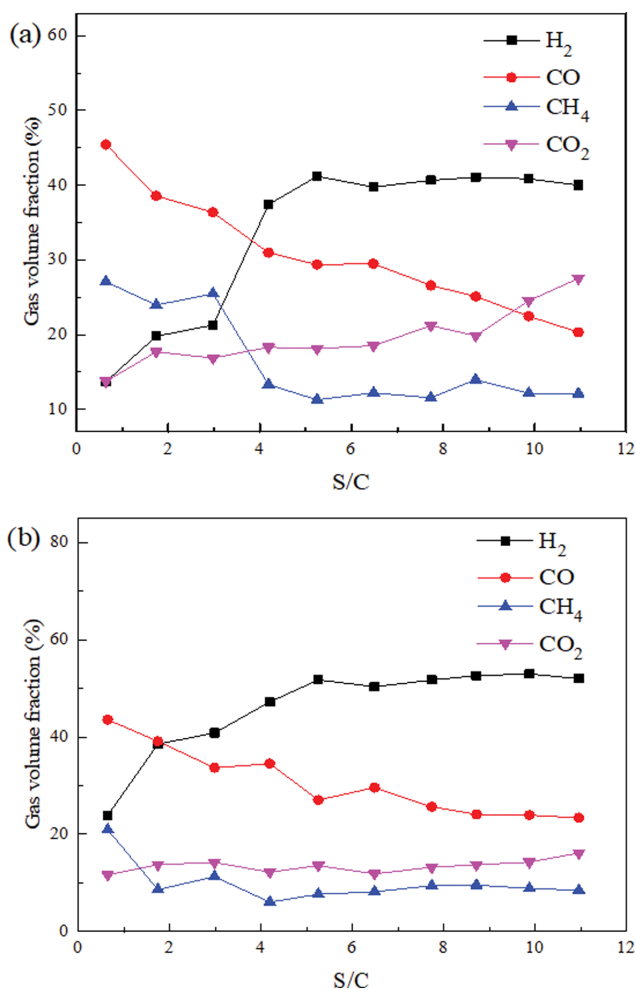 (a)
60
50
40
30
20
10
Gas volume fraction (%)
H₂
CO
CH₄
CO₂
0 2 4 6 8 10 12
S/C
(b)
80
60
40
20
0
Gas volume fraction (%)
H₂
CO
CH₄
CO₂
0 2 4 6 8 10 12
S/C